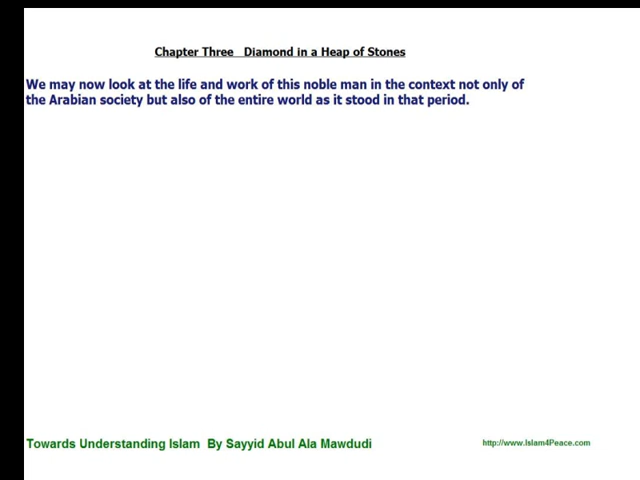 Chapter Three Diamond in a Heap of Stones
We may now look at the life and work of this noble man in the context not only of
the Arabian society but also of the entire world as it stood in that period.
Towards Understanding Islam By Sayyid Abul Ala Mawdudi
http://www.Islam4Peace.com